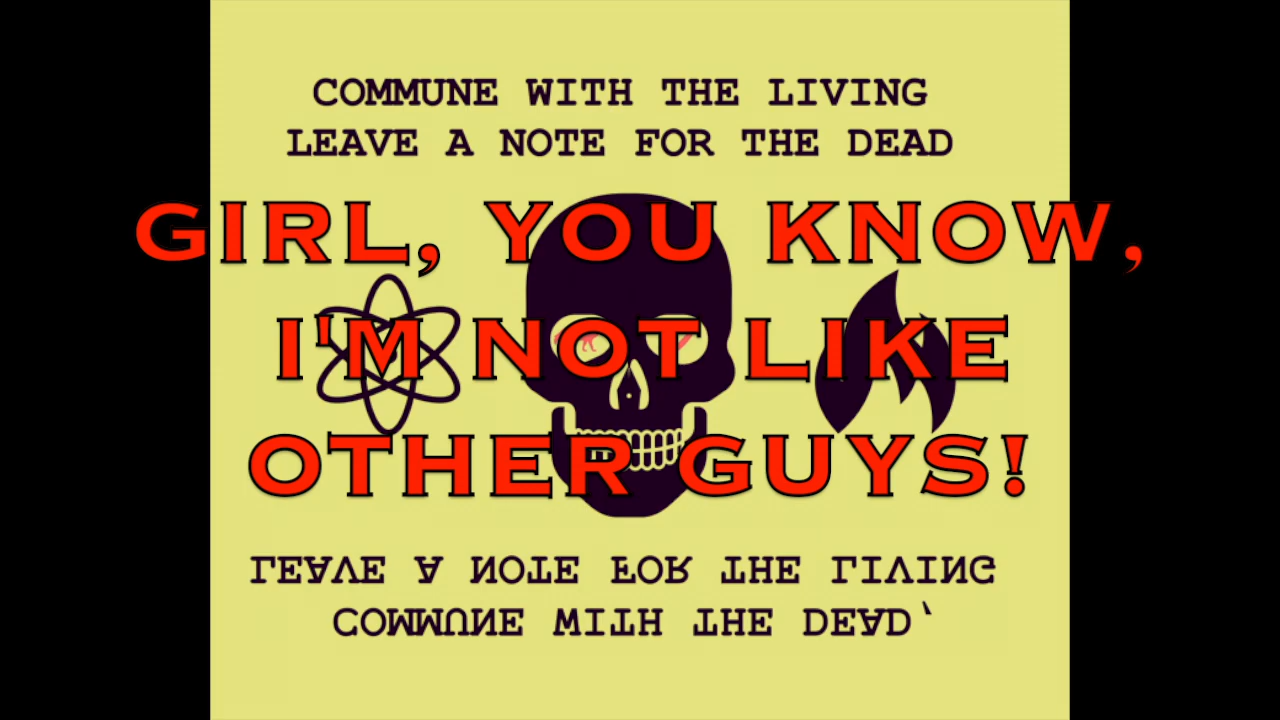 COMMUNE WITH THE LIVING
LEAVE A NOTE FOR THE DEAD
GIRL, YOU KNOW,
I'M NOT LIKE
OTHER GUYS!
LEAVE A NOTE FOR THE LIVING
COMMUNE WITH THE DEAD,